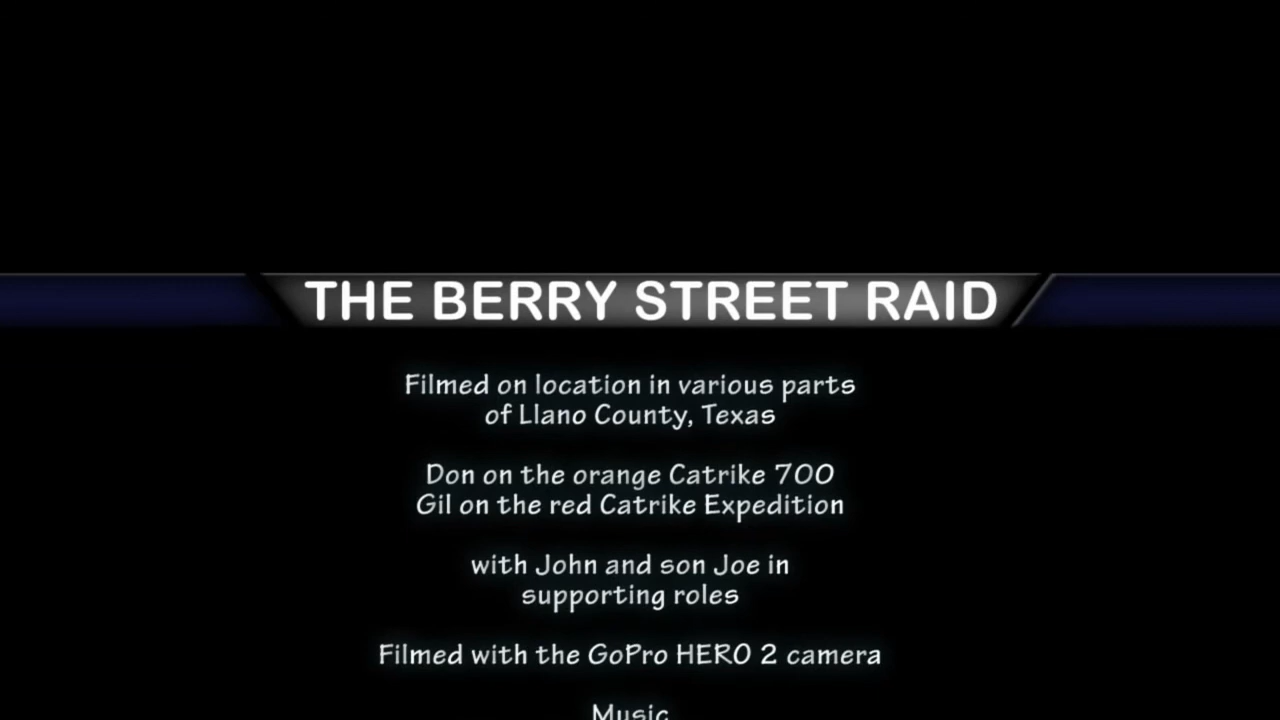 THE BERRY STREET RAID
Filmed on location in various parts
of Llano County, Texas
Don on the orange Catrike 700
Gil on the red Catrike Expedition
with John and son Joe in
supporting roles
Filmed with the GoPro HERO 2 camera
Music